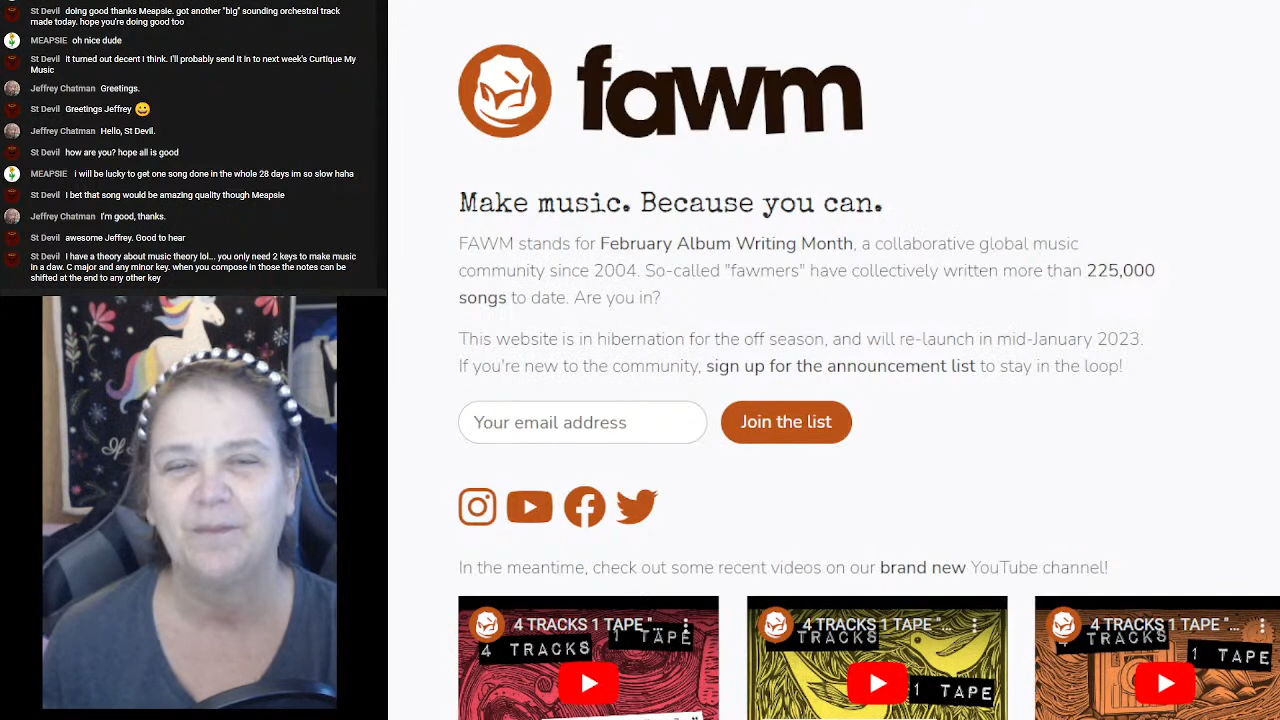 St Devil doing good thanks Meapsie. got another "big" sounding orchestral track
made today. hope you're doing good too
MEAPSIE oh nice dude
St Devil It turned out decent I think. I'll probably send it in to next week's Curtique My
Music
Jeffrey Chatman Greetings.
St Devil Greetings Jeffrey 😀
Jeffrey Chatman Hello, St Devil.
St Devil how are you? hope all is good
MEAPSIE i will be lucky to get one song done in the whole 28 days im so slow haha
St Devil I bet that song would be amazing quality though Meapsie
Jeffrey Chatman I'm good, thanks.
St Devil awesome Jeffrey. Good to hear
St Devil I have a theory about music theory lol... you only need 2 keys to make music
in a daw. C major and any minor key. when you compose in those the notes can be
shifted in the end to any other key
fawm
Make music. Because you can.
FAWM stands for February Album Writing Month, a collaborative global music
community since 2004. So-called "fawmers" have collectively written more than 225,000
songs to date. Are you in?
This website is in hibernation for the off season, and will re-launch in mid-January 2023.
If you're new to the community, sign up for the announcement list to stay in the loop!
Your email address
Join the list
In the meantime, check out some recent videos on our brand new YouTube channel!
4 TRACKS 1 TAPE "...
4 TRACKS 1 TAPE
4 TRACKS 1 TAPE "...
TRACKS
1 TAPE
4 TRACKS 1 TAPE "...
TRACKS
1 TAPE